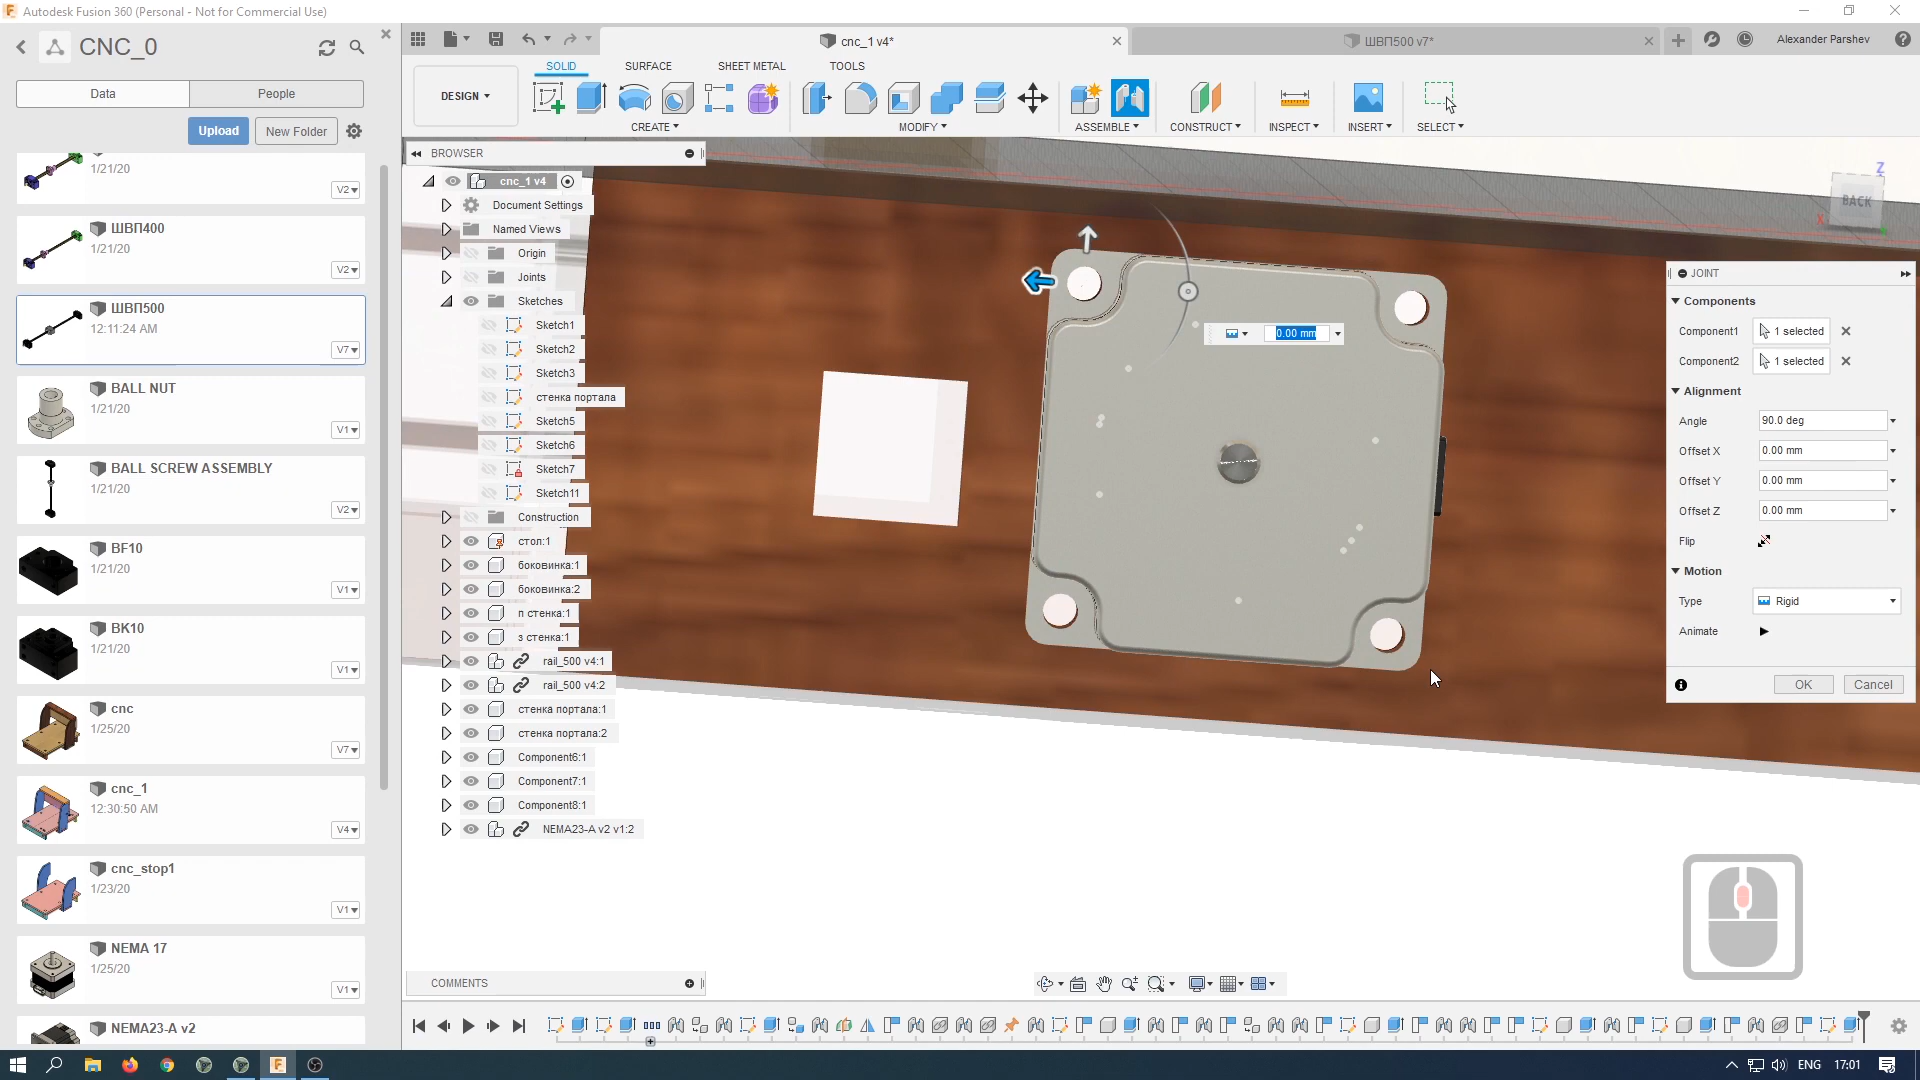 Autodesk Fusion 360 (Personal - Not for Commercial Use)
CNC_0
Data
People
Upload
New Folder
1/21/20
V2
ШВП400
1/21/20
V2
ШВП500
12:11:24 AM
V7
BALL NUT
1/21/20
V1
BALL SCREW ASSEMBLY
1/21/20
V2
BF10
1/21/20
V1
BK10
1/21/20
V1
cnc
1/25/20
V7
cnc_1
12:30:50 AM
V4
cnc_stop1
1/23/20
V1
NEMA 17
1/25/20
V1
NEMA23-A v2
cnc_1 v4*
ШВП500 v7*
Alexander Parshev
DESIGN
SOLID
SURFACE
SHEET METAL
TOOLS
CREATE
MODIFY
ASSEMBLE
CONSTRUCT
INSPECT
INSERT
SELECT
BROWSER
cnc_1 v4
Document Settings
Named Views
Origin
Joints
Sketches
Sketch1
Sketch2
Sketch3
стенка портала
Sketch5
Sketch6
Sketch7
Sketch11
Construction
стол:1
боковинка:1
боковинка:2
п стенка:1
з стенка:1
rail_500 v4:1
rail_500 v4:2
стенка портала:1
стенка портала:2
Component6:1
Component7:1
Component8:1
NEMA23-A v2 v1:2
0.00 mm
Z
BACK
X
JOINT
Components
Component1 1 selected
Component2 1 selected
Alignment
Angle 90.0 deg
Offset X 0.00 mm
Offset Y 0.00 mm
Offset Z 0.00 mm
Flip
Motion
Type Rigid
Animate
OK
Cancel
COMMENTS
ENG
17:01